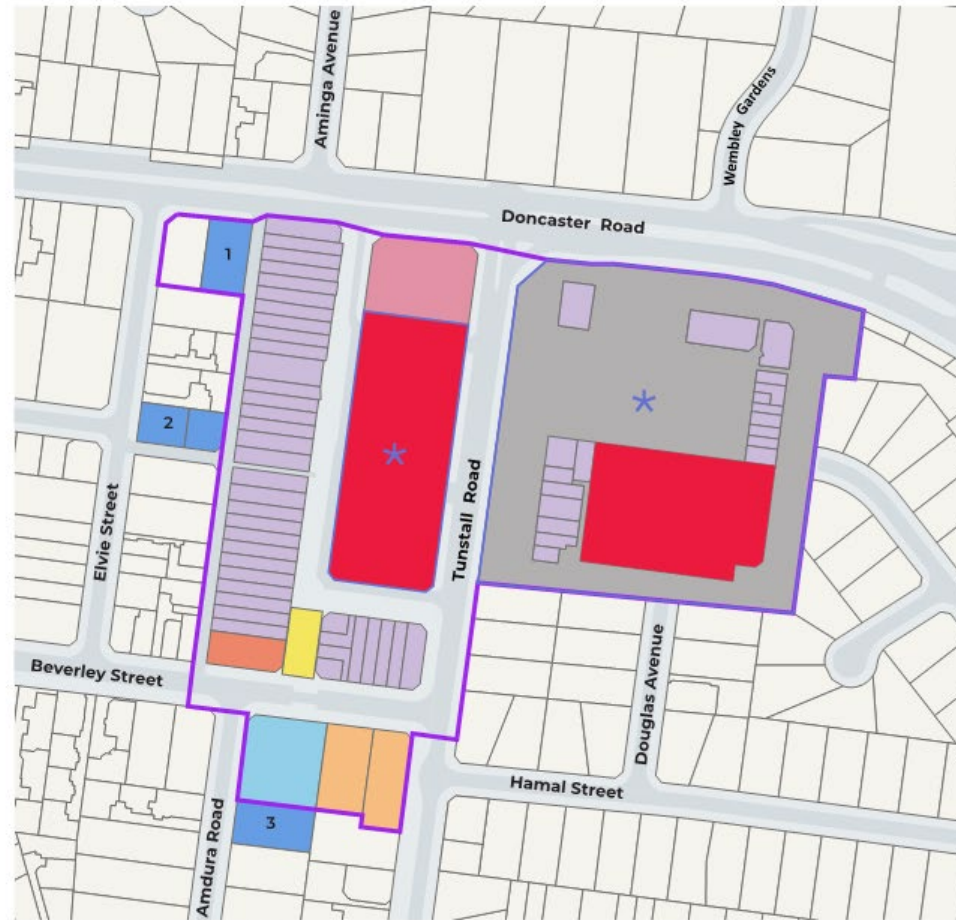 Aminga Avenue
Wembley Gardens
Doncaster Road
1
2
Elvie Street
Tunstall Road
Beverley Street
Douglas Avenue
Hamal Street
3
Amdura Road